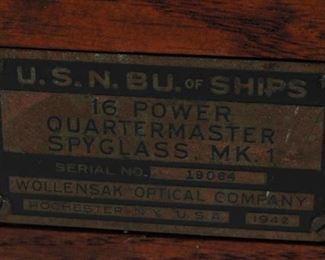 U.S.N. BU. OF SHIPS
16 POWER
QUARTERMASTER
SPYGLASS, MK.1
SERIAL NO. 19064
WOLLENSAK OPTICAL COMPANY
ROCHESTER N.Y. U.S.A. 1942